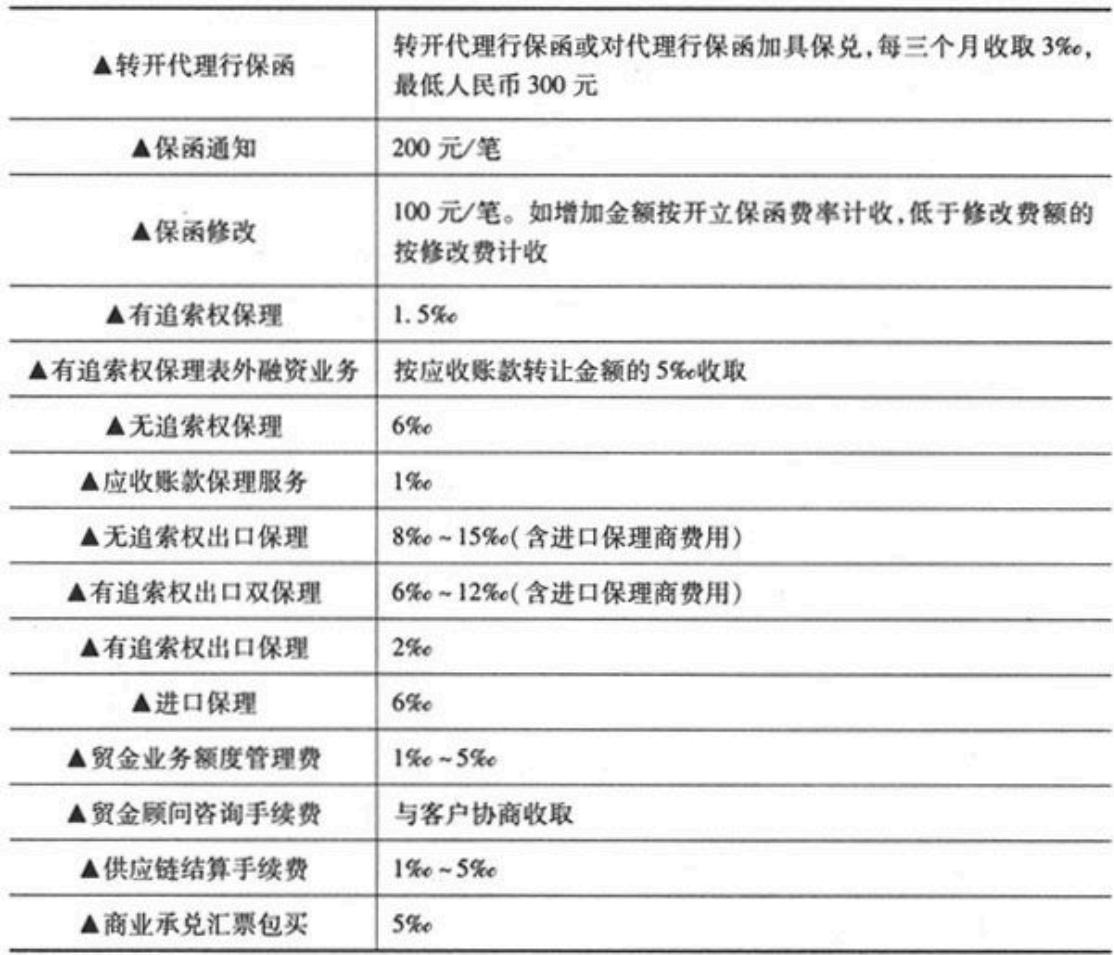 ▲转开代理行保函
转开代理行保函或对代理行保函加具保兑,每三个月收取3‰,
最低人民币300元
▲保函通知
200元/笔
▲保函修改
100元/笔。如增加金额按开立保函费率计收,低于修改费额的
按修改费计收
▲有追索权保理
1.5‰
▲有追索权保理表外融资业务
按应收账款转让金额的5‰收取
▲无追索权保理
6‰
▲应收账款保理服务
1‰
▲无追索权出口保理
8‰~15‰(含进口保理商费用)
▲有追索权出口双保理
6‰~12‰(含进口保理商费用)
▲有追索权出口保理
2‰
▲进口保理
6‰
▲贸金业务额度管理费
1‰~5‰
▲贸金顾问咨询手续费
与客户协商收取
▲供应链结算手续费
1‰~5‰
▲商业承兑汇票包买
5‰